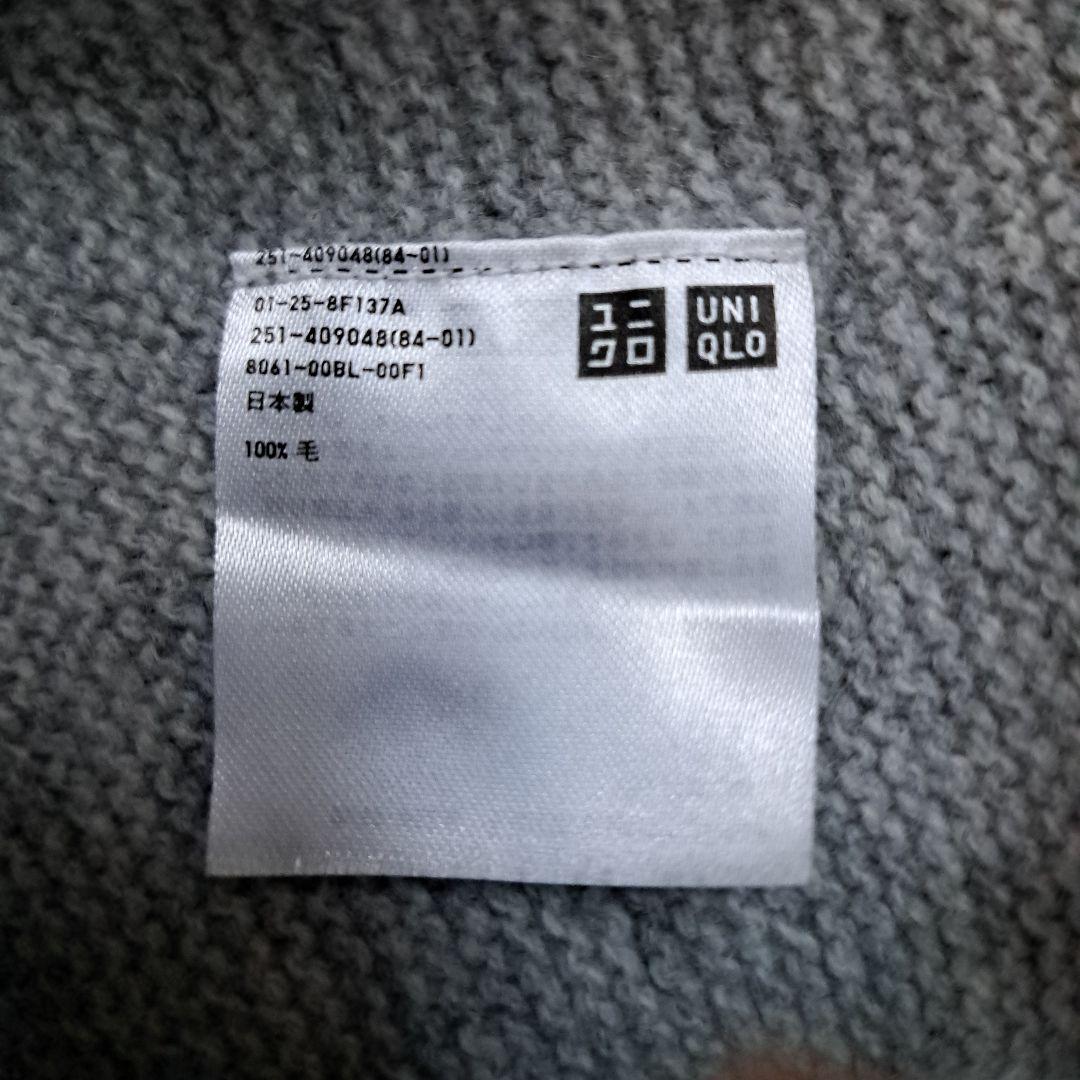 251-409048(84-01)
01-25-8F137A
251-409048(84-01)
8061-00BL-00F1
日本製
100% 毛
ユニ
クロ
UNI
QLO